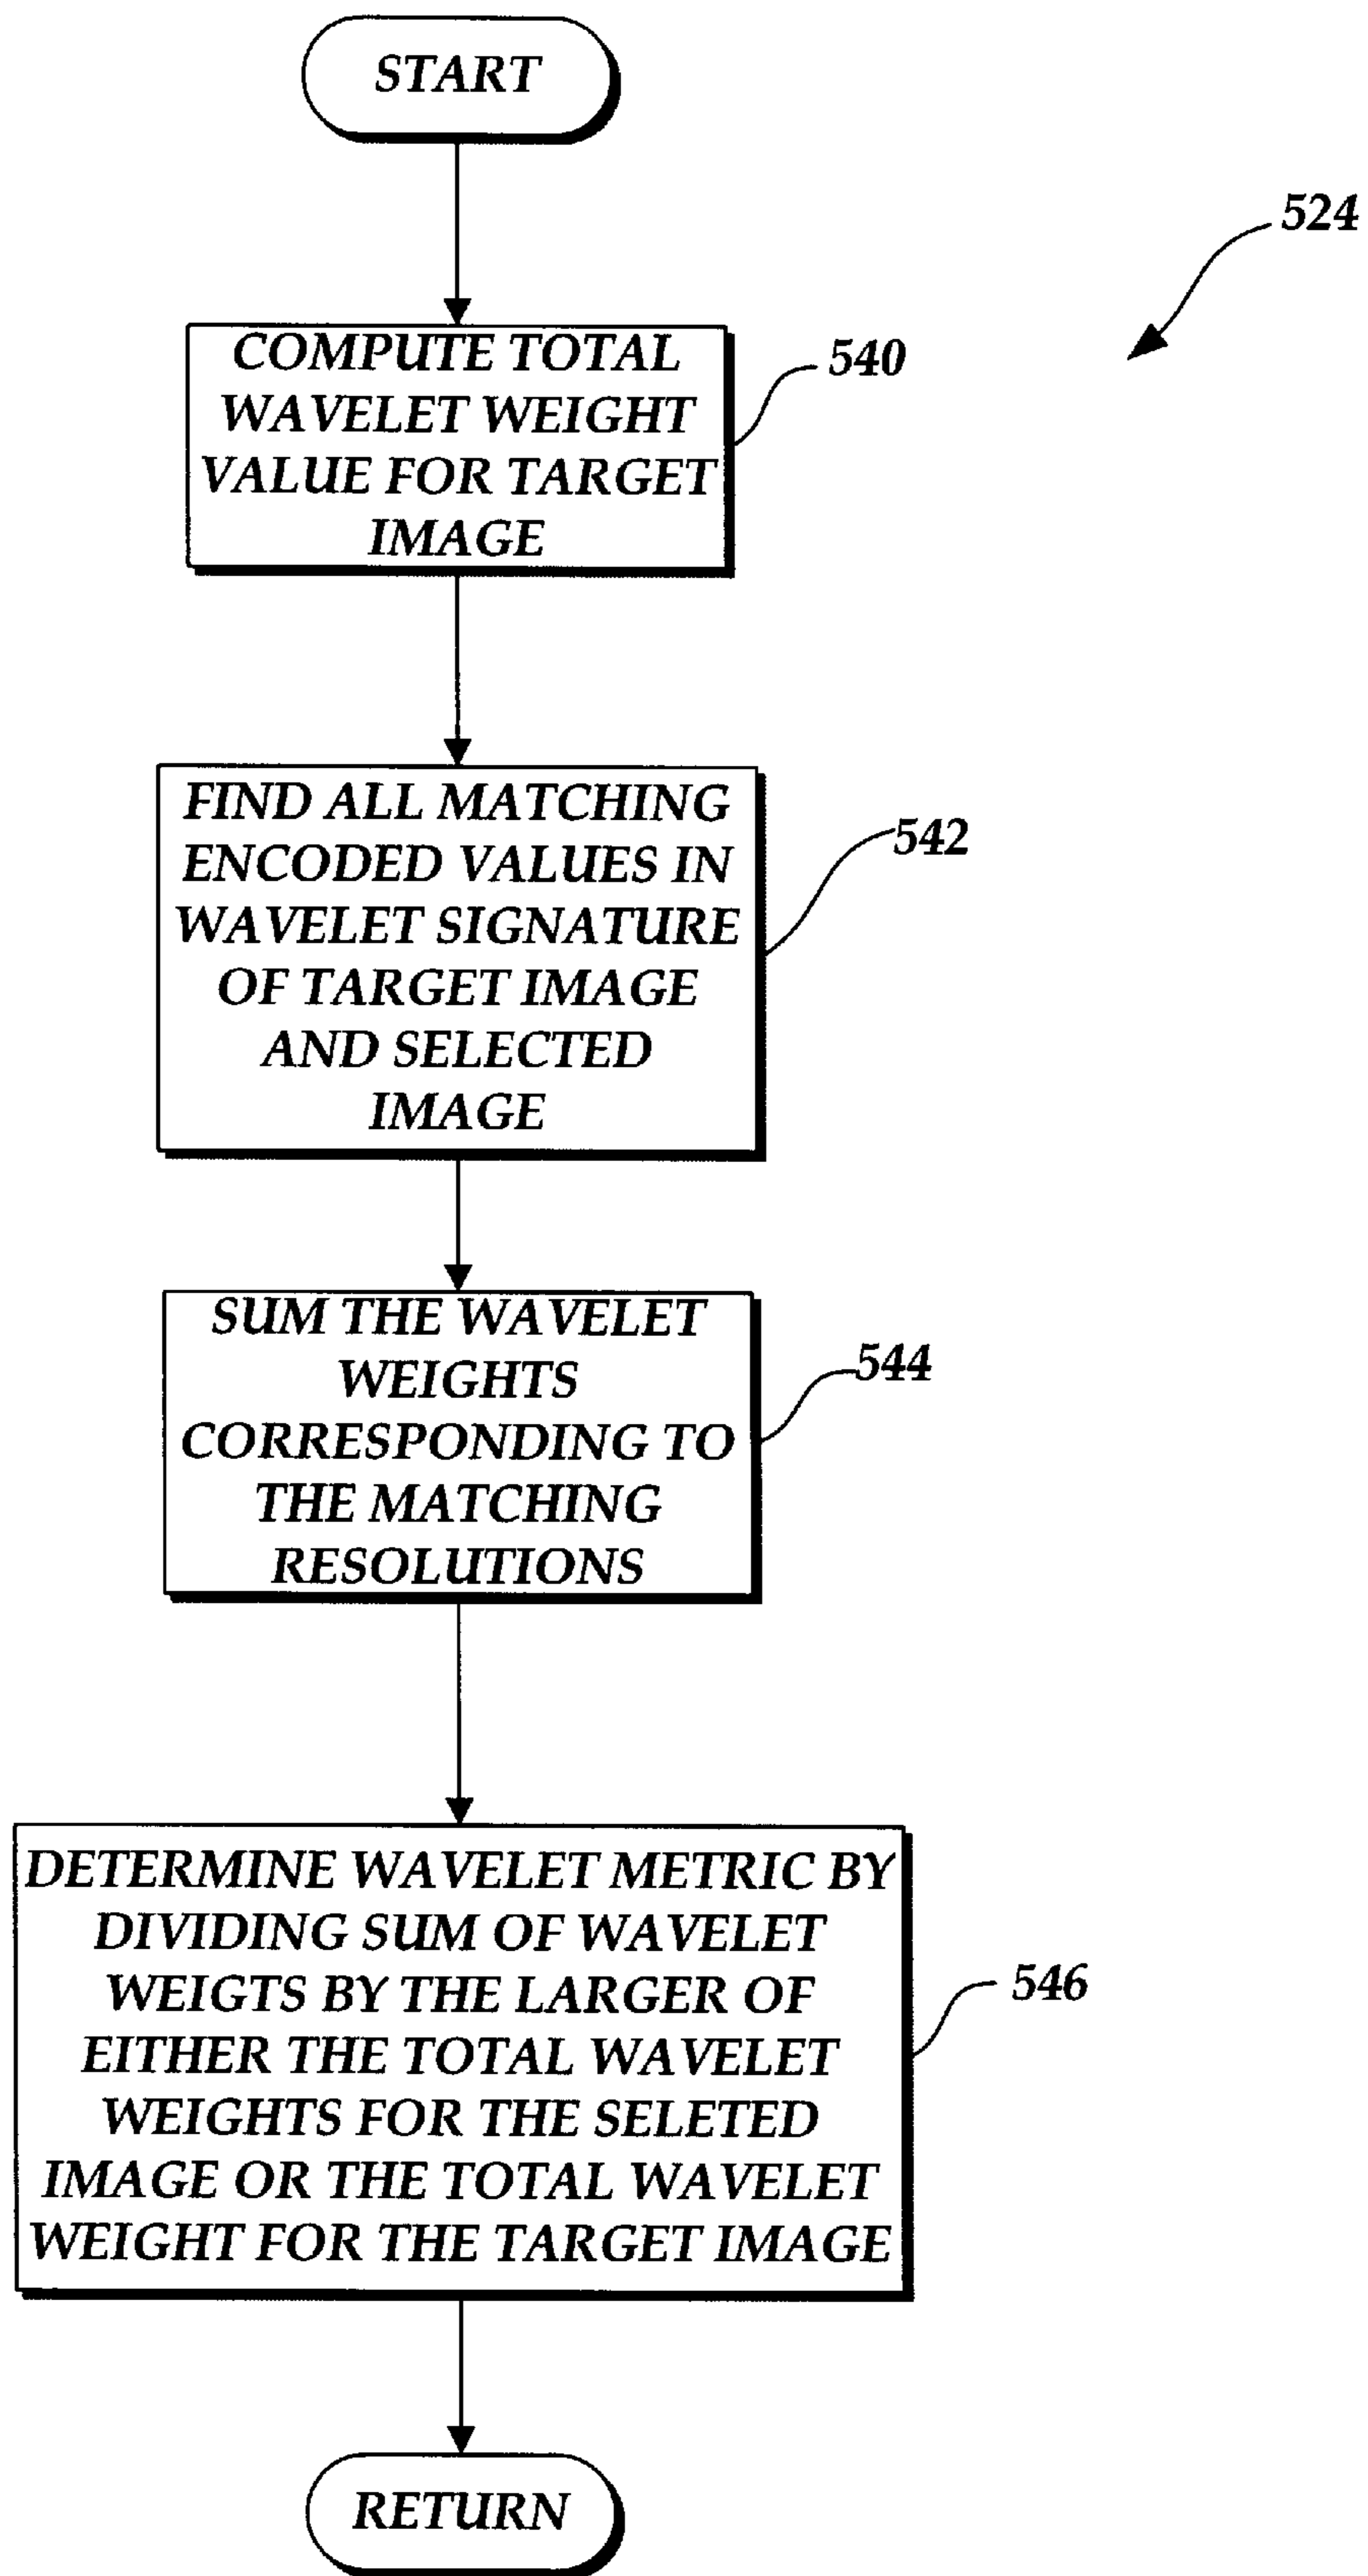 START
524
COMPUTE TOTAL
WAVELET WEIGHT
VALUE FOR TARGET
IMAGE
540
FIND ALL MATCHING
ENCODED VALUES IN
WAVELET SIGNATURE
OF TARGET IMAGE
AND SELECTED
IMAGE
542
SUM THE WAVELET
WEIGHTS
CORRESPONDING TO
THE MATCHING
RESOLUTIONS
544
DETERMINE WAVELET METRIC BY
DIVIDING SUM OF WAVELET
WEIGTS BY THE LARGER OF
EITHER THE TOTAL WAVELET
WEIGHTS FOR THE SELETED
IMAGE OR THE TOTAL WAVELET
WEIGHT FOR THE TARGET IMAGE
546
RETURN